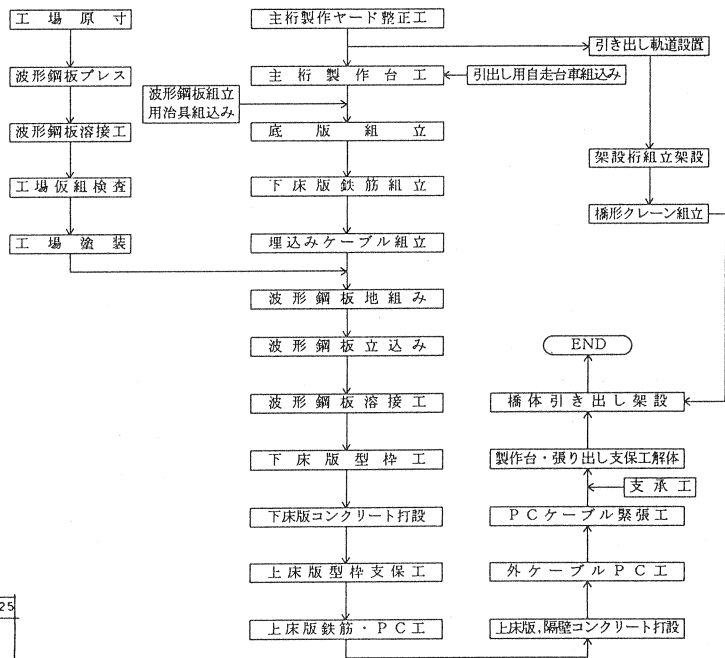 工場原寸
波形鋼板プレス
波形鋼板溶接工
工場仮組検査
工場塗装
主桁製作ヤード整正工
主桁製作台工
引出し用自走台車組込み
波形鋼板組立
用治具組込み
底版組立
下床版鉄筋組立
埋込みケーブル組立
波形鋼板地組み
波形鋼板立込み
波形鋼板溶接工
下床版型枠工
下床版コンクリート打設
上床版型枠支保工
上床版鉄筋・PC工
引き出し軌道設置
架設桁組立架設
橋形クレーン組立
END
橋体引き出し架設
製作台・張り出し支保工解体
支承工
PCケーブル緊張工
外ケーブルPC工
上床版,隔壁コンクリート打設
25